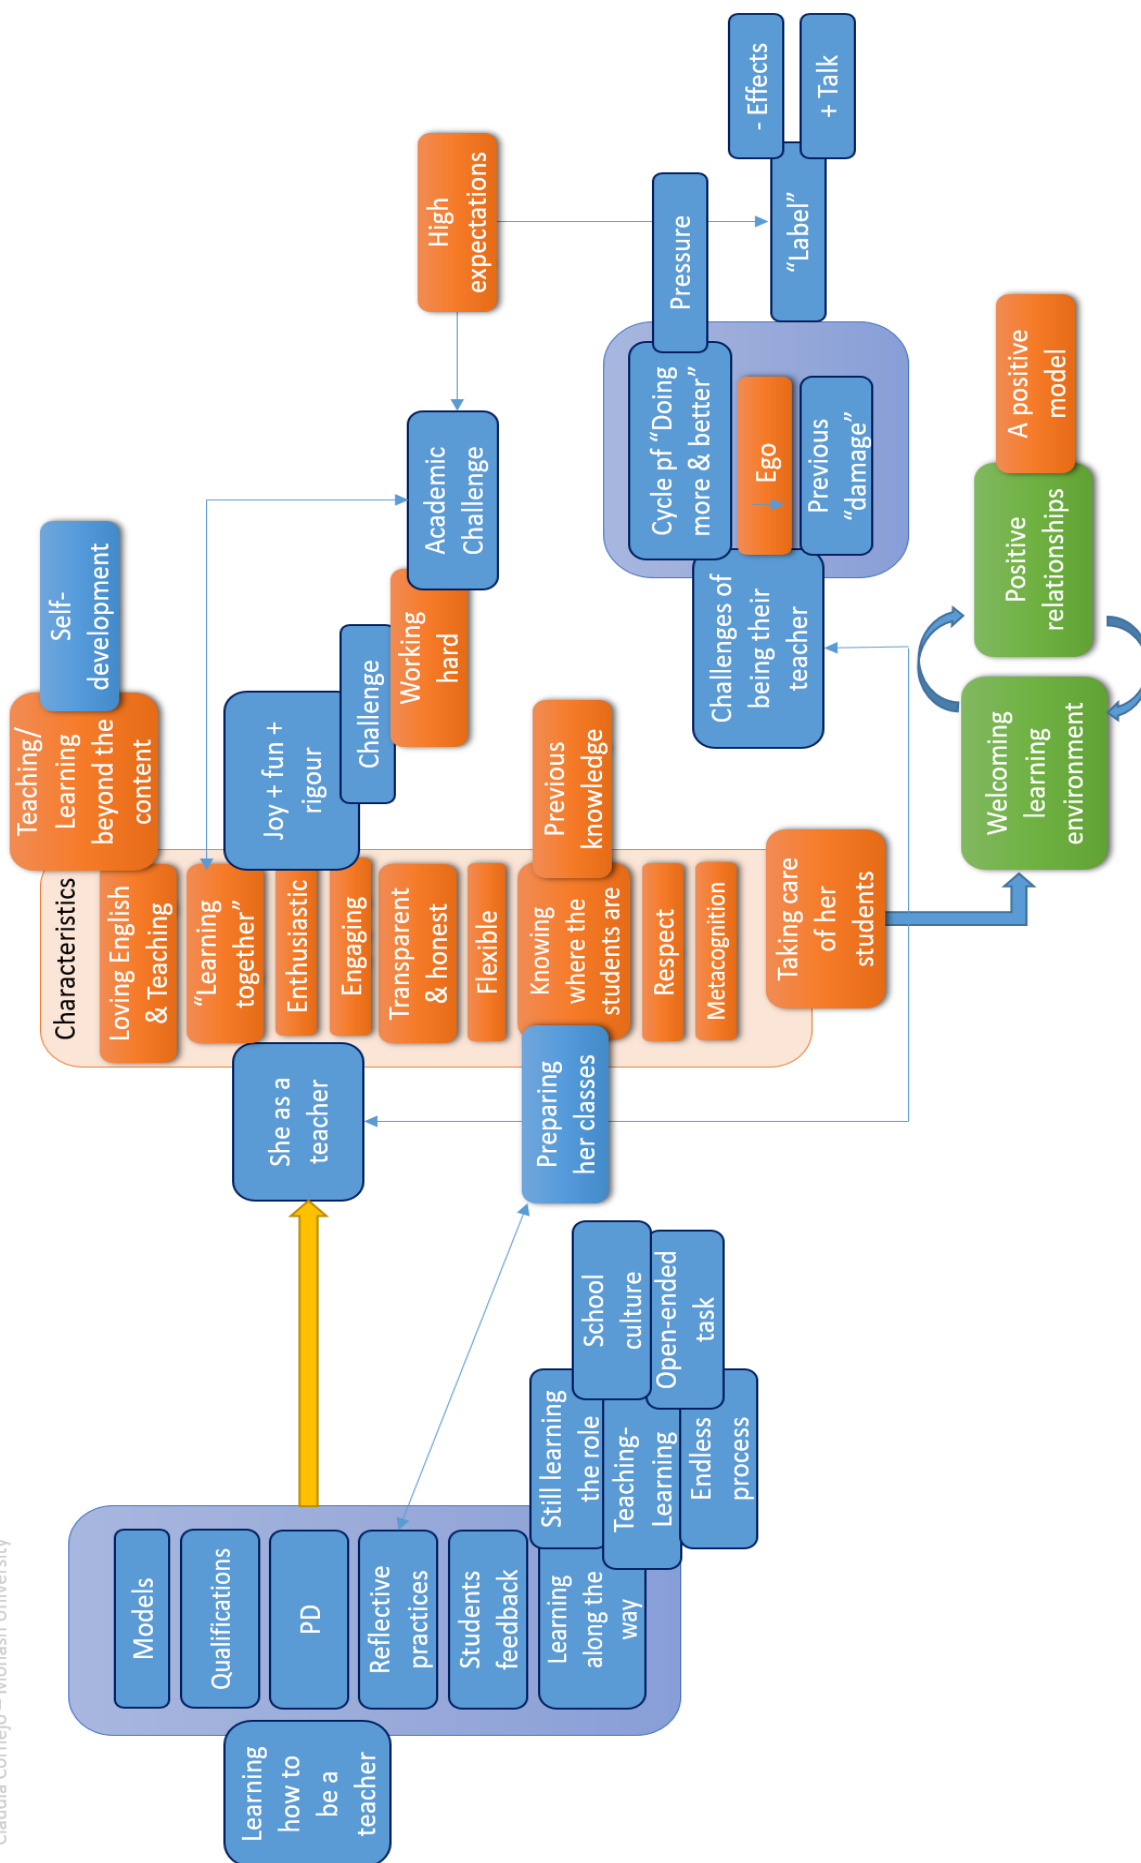 Claudia Cornejo – Monash University
Learning
how to
be a
teacher
Models
Qualifications
PD
Reflective
practices
Students
feedback
Learning
along the
way
Still learning
the role
Teaching-
Learning
Endless
process
School
culture
Open-ended
task
She as a
teacher
Preparing
her classes
Characteristics
Loving English
& Teaching
“Learning
together”
Enthusiastic
Engaging
Transparent
& honest
Flexible
Knowing
where the
students are
Respect
Metacognition
Taking care
of her
students
Teaching/
Learning
beyond the
content
Self-
development
Joy + fun +
rigour
Challenge
Working
hard
Academic
Challenge
High
expectations
Previous
knowledge
Challenges of
being their
teacher
Cycle pf “Doing
more & better”
Ego
Previous
“damage”
Pressure
“Label”
- Effects
+ Talk
Welcoming
learning
environment
Positive
relationships
A positive
model